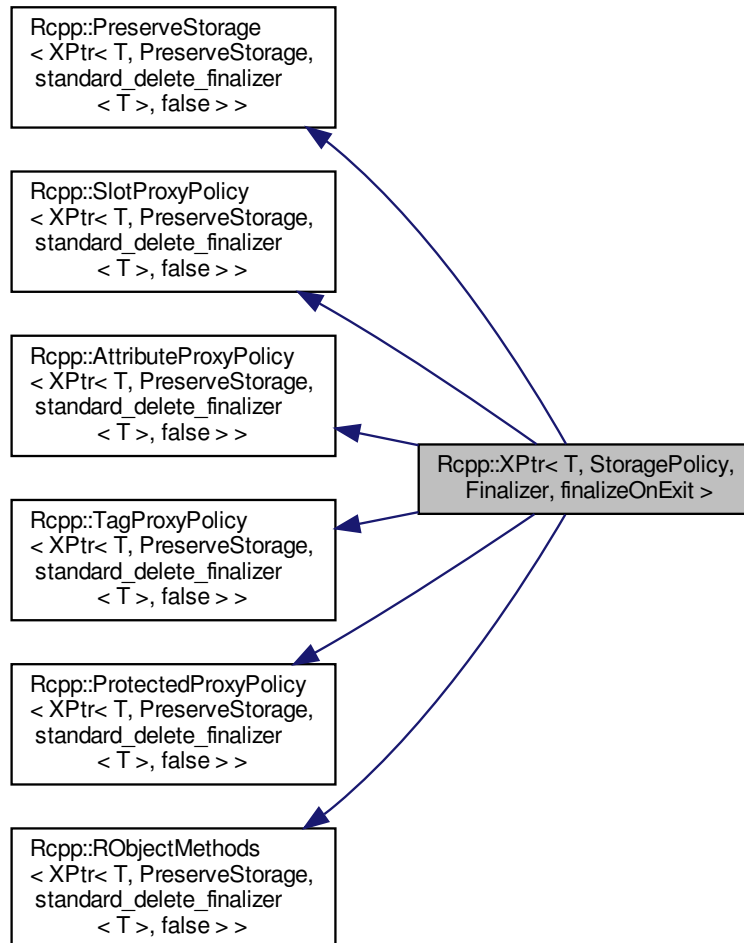 Rcpp::PreserveStorage
< XPtr< T, PreserveStorage,
standard_delete_finalizer
< T >, false > >
Rcpp::SlotProxyPolicy
< XPtr< T, PreserveStorage,
standard_delete_finalizer
< T >, false > >
Rcpp::AttributeProxyPolicy
< XPtr< T, PreserveStorage,
standard_delete_finalizer
< T >, false > >
Rcpp::XPtr< T, StoragePolicy,
Finalizer, finalizeOnExit >
Rcpp::TagProxyPolicy
< XPtr< T, PreserveStorage,
standard_delete_finalizer
< T >, false > >
Rcpp::ProtectedProxyPolicy
< XPtr< T, PreserveStorage,
standard_delete_finalizer
< T >, false > >
Rcpp::RObjectMethods
< XPtr< T, PreserveStorage,
standard_delete_finalizer
< T >, false > >